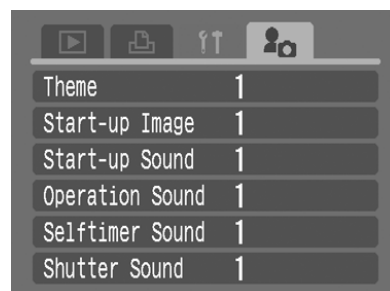 Theme 1
Start-up Image 1
Start-up Sound 1
Operation Sound 1
Selftimer Sound 1
Shutter Sound 1